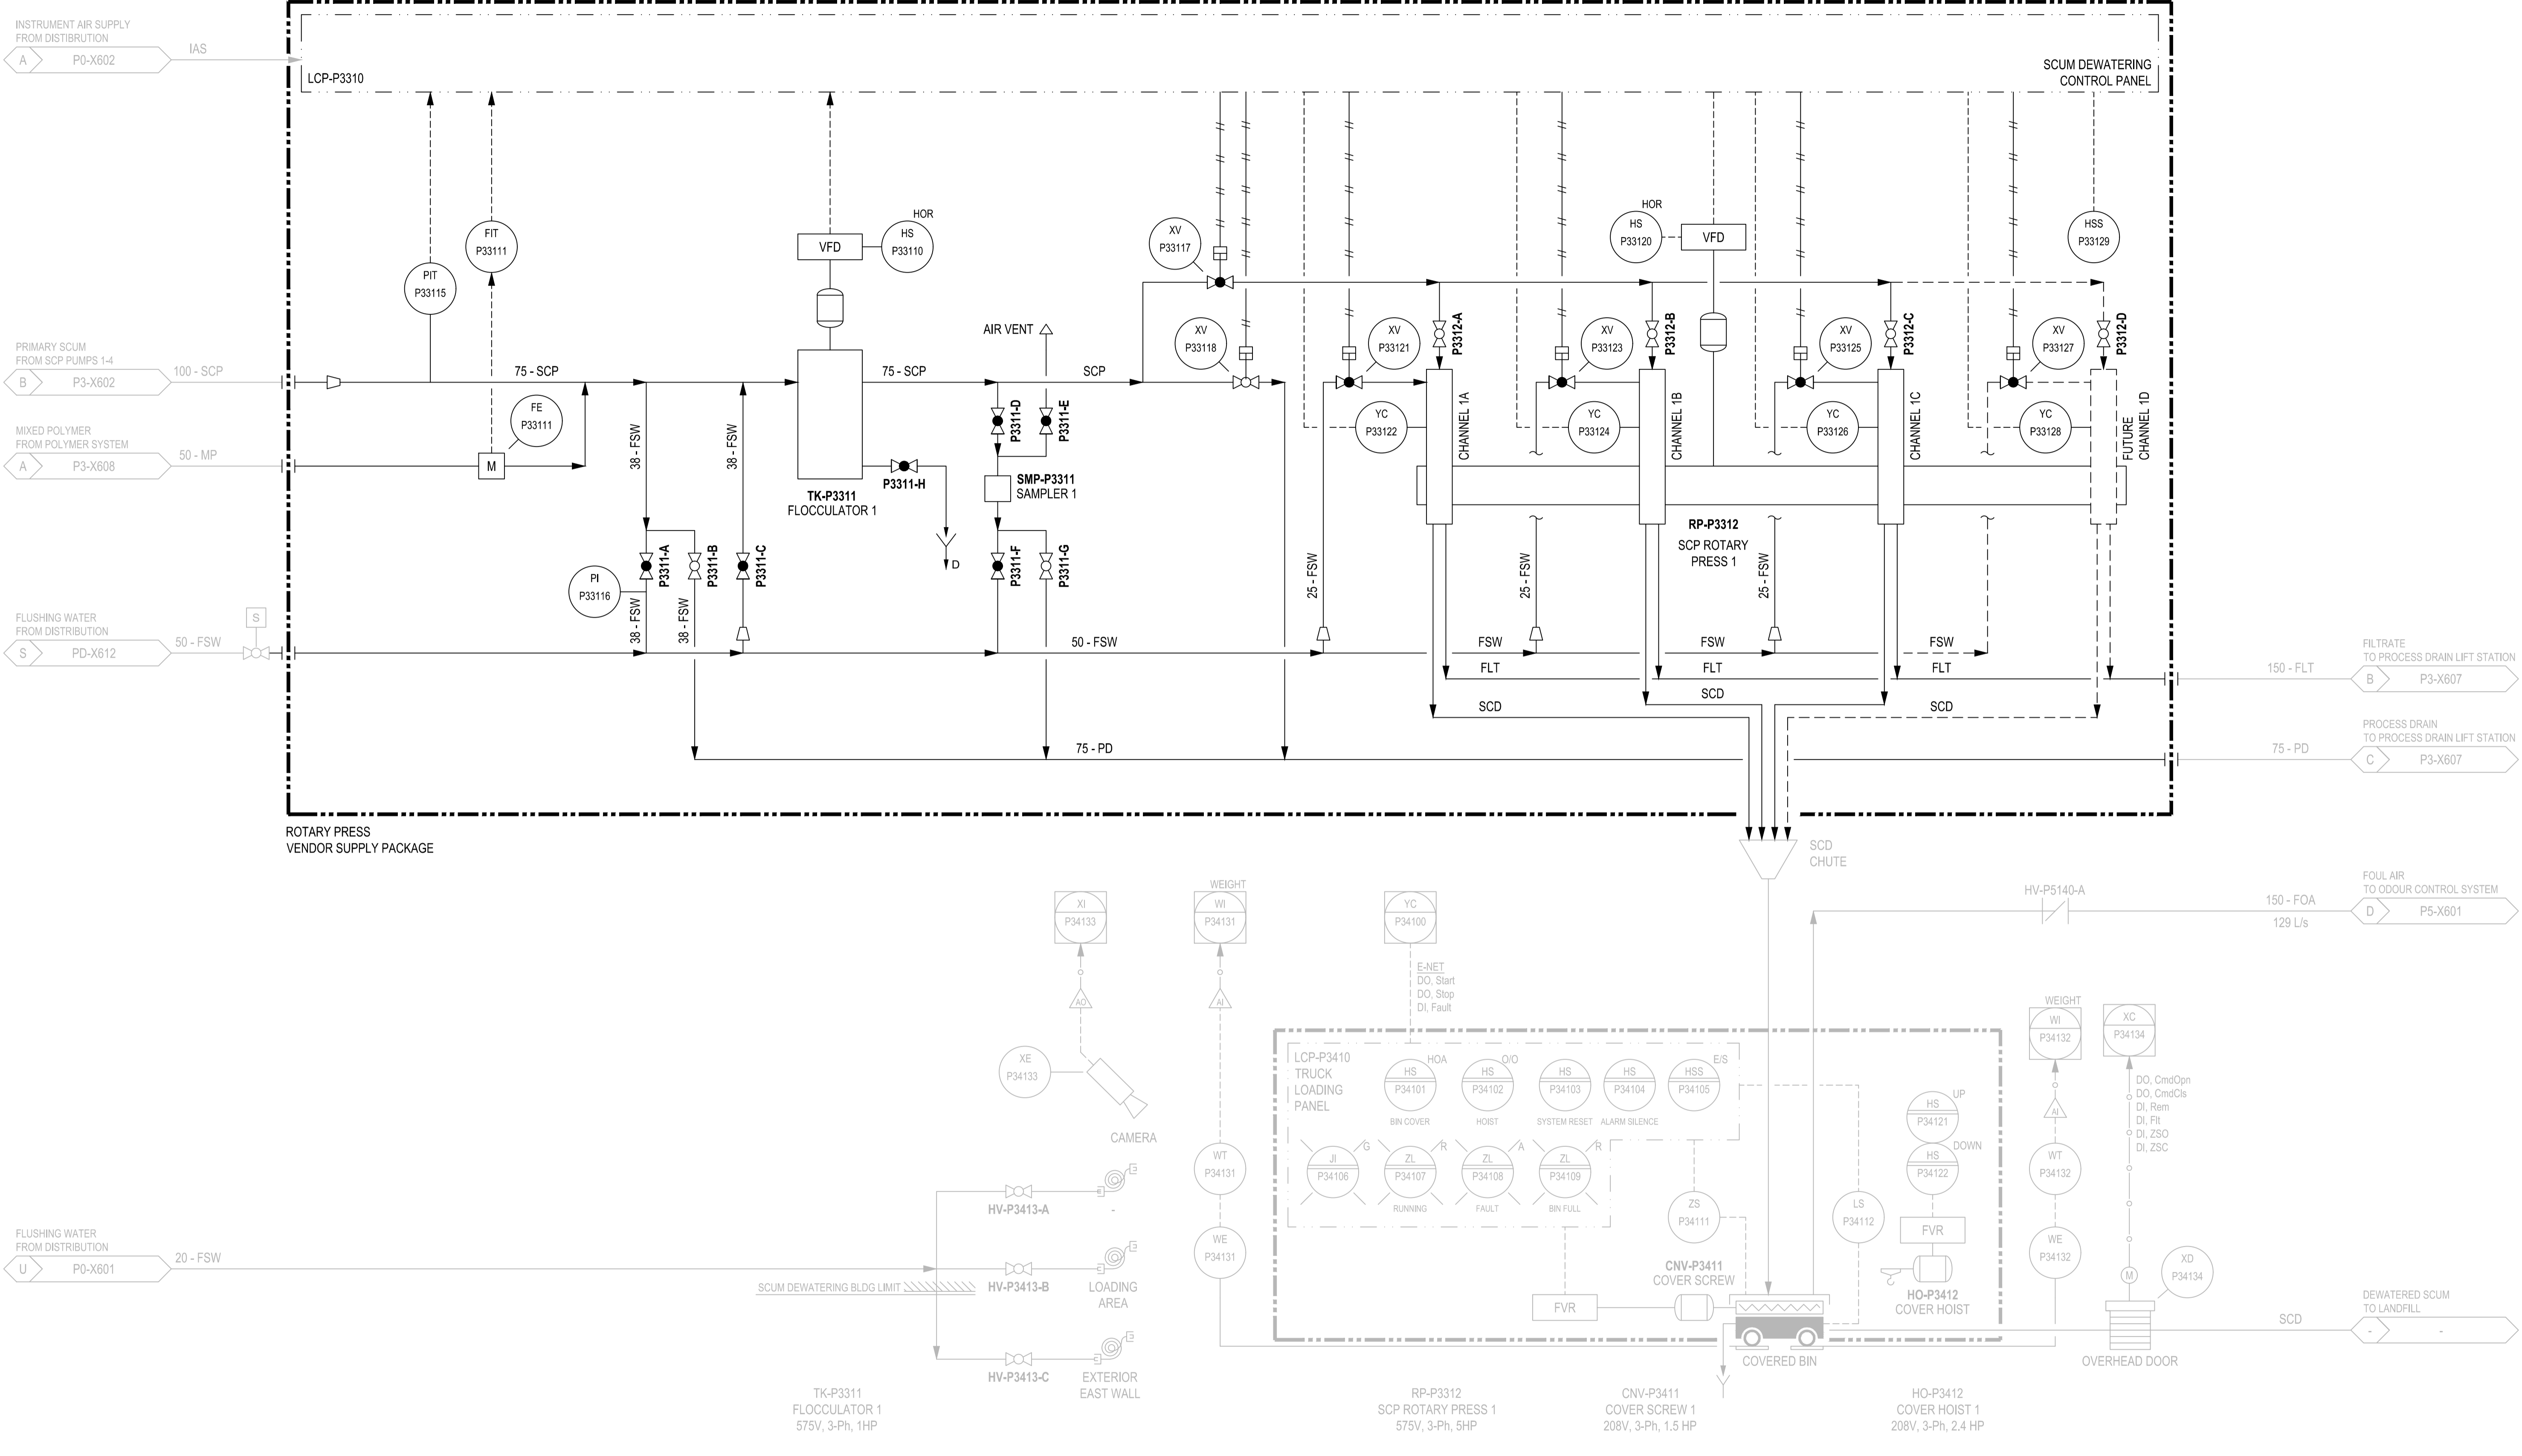 INSTRUMENT AIR SUPPLY
FROM DISTIBRUTION
A P0-X602
IAS
LCP-P3310
SCUM DEWATERING
CONTROL PANEL
PIT
P33115
FIT
P33111
FE
P33111
M
VFD
HS
P33110
HOR
XV
P33117
XV
P33118
XV
P33121
XV
P33123
HOR
HS
P33120
VFD
XV
P33125
XV
P33127
HSS
P33129
P3312-A
P3312-B
P3312-C
P3312-D
AIR VENT
PRIMARY SCUM
FROM SCP PUMPS 1-4
B P3-X602
100 - SCP
75 - SCP
75 - SCP
SCP
MIXED POLYMER
FROM POLYMER SYSTEM
A P3-X608
50 - MP
38 - FSW
38 - FSW
TK-P3311
FLOCCULATOR 1
P3311-H
D
P3311-D
P3311-E
SMP-P3311
SAMPLER 1
YC
P33122
YC
P33124
YC
P33126
YC
P33128
CHANNEL 1A
CHANNEL 1B
CHANNEL 1C
FUTURE
CHANNEL 1D
RP-P3312
SCP ROTARY
PRESS 1
PI
P33116
P3311-A
P3311-B
P3311-C
P3311-F
P3311-G
38 - FSW
38 - FSW
25 - FSW
25 - FSW
25 - FSW
FLUSHING WATER
FROM DISTRIBUTION
S PD-X612
50 - FSW
S
50 - FSW
FSW
FSW
FSW
FLT
FLT
FLT
SCD
SCD
SCD
75 - PD
FILTRATE
TO PROCESS DRAIN LIFT STATION
150 - FLT
B P3-X607
PROCESS DRAIN
TO PROCESS DRAIN LIFT STATION
75 - PD
C P3-X607
ROTARY PRESS
VENDOR SUPPLY PACKAGE
SCD
CHUTE
XI
P34133
AO
XE
P34133
CAMERA
WEIGHT
WI
P34131
AI
WT
P34131
WE
P34131
YC
P34100
E-NET
DO, Start
DO, Stop
DI, Fault
HV-P5140-A
FOUL AIR
TO ODOUR CONTROL SYSTEM
150 - FOA
129 L/s
D P5-X601
LCP-P3410
TRUCK
LOADING
PANEL
HOA
HS
P34101
BIN COVER
O/O
HS
P34102
HOIST
HS
P34103
SYSTEM RESET
HS
P34104
ALARM SILENCE
E/S
HSS
P34105
G
JI
P34106
R
ZL
P34107
RUNNING
A
ZL
P34108
FAULT
R
ZL
P34109
BIN FULL
ZS
P34111
LS
P34112
UP
HS
P34121
DOWN
HS
P34122
FVR
HO-P3412
COVER HOIST
CNV-P3411
COVER SCREW
FVR
COVERED BIN
WEIGHT
WI
P34132
AI
WT
P34132
WE
P34132
XC
P34134
DO, CmdOpn
DO, CmdCls
DI, Rem
DI, Flt
DI, ZSO
DI, ZSC
M
XD
P34134
OVERHEAD DOOR
DEWATERED SCUM
TO LANDFILL
SCD
- -
FLUSHING WATER
FROM DISTRIBUTION
U P0-X601
20 - FSW
SCUM DEWATERING BLDG LIMIT
HV-P3413-A
-
HV-P3413-B
LOADING
AREA
HV-P3413-C
EXTERIOR
EAST WALL
TK-P3311
FLOCCULATOR 1
575V, 3-Ph, 1HP
RP-P3312
SCP ROTARY PRESS 1
575V, 3-Ph, 5HP
CNV-P3411
COVER SCREW 1
208V, 3-Ph, 1.5 HP
HO-P3412
COVER HOIST 1
208V, 3-Ph, 2.4 HP